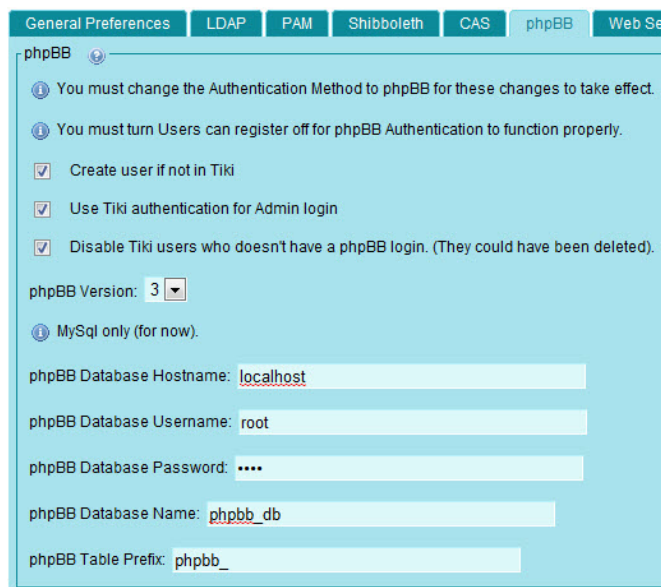 General Preferences LDAP PAM Shibboleth CAS phpBB Web Se
phpBB ?
You must change the Authentication Method to phpBB for these changes to take effect.
You must turn Users can register off for phpBB Authentication to function properly.
Create user if not in Tiki
Use Tiki authentication for Admin login
Disable Tiki users who doesn't have a phpBB login. (They could have been deleted).
phpBB Version: 3
MySql only (for now).
phpBB Database Hostname: localhost
phpBB Database Username: root
phpBB Database Password: ••••
phpBB Database Name: phpbb_db
phpBB Table Prefix: phpbb_